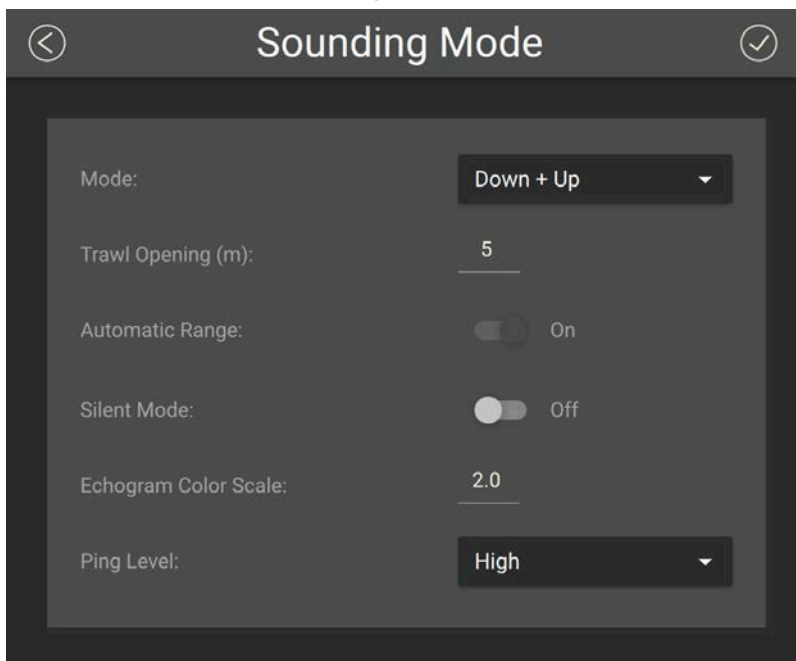 Sounding Mode
Mode: Down + Up
Trawl Opening (m): 5
Automatic Range: On
Silent Mode: Off
Echogram Color Scale: 2.0
Ping Level: High